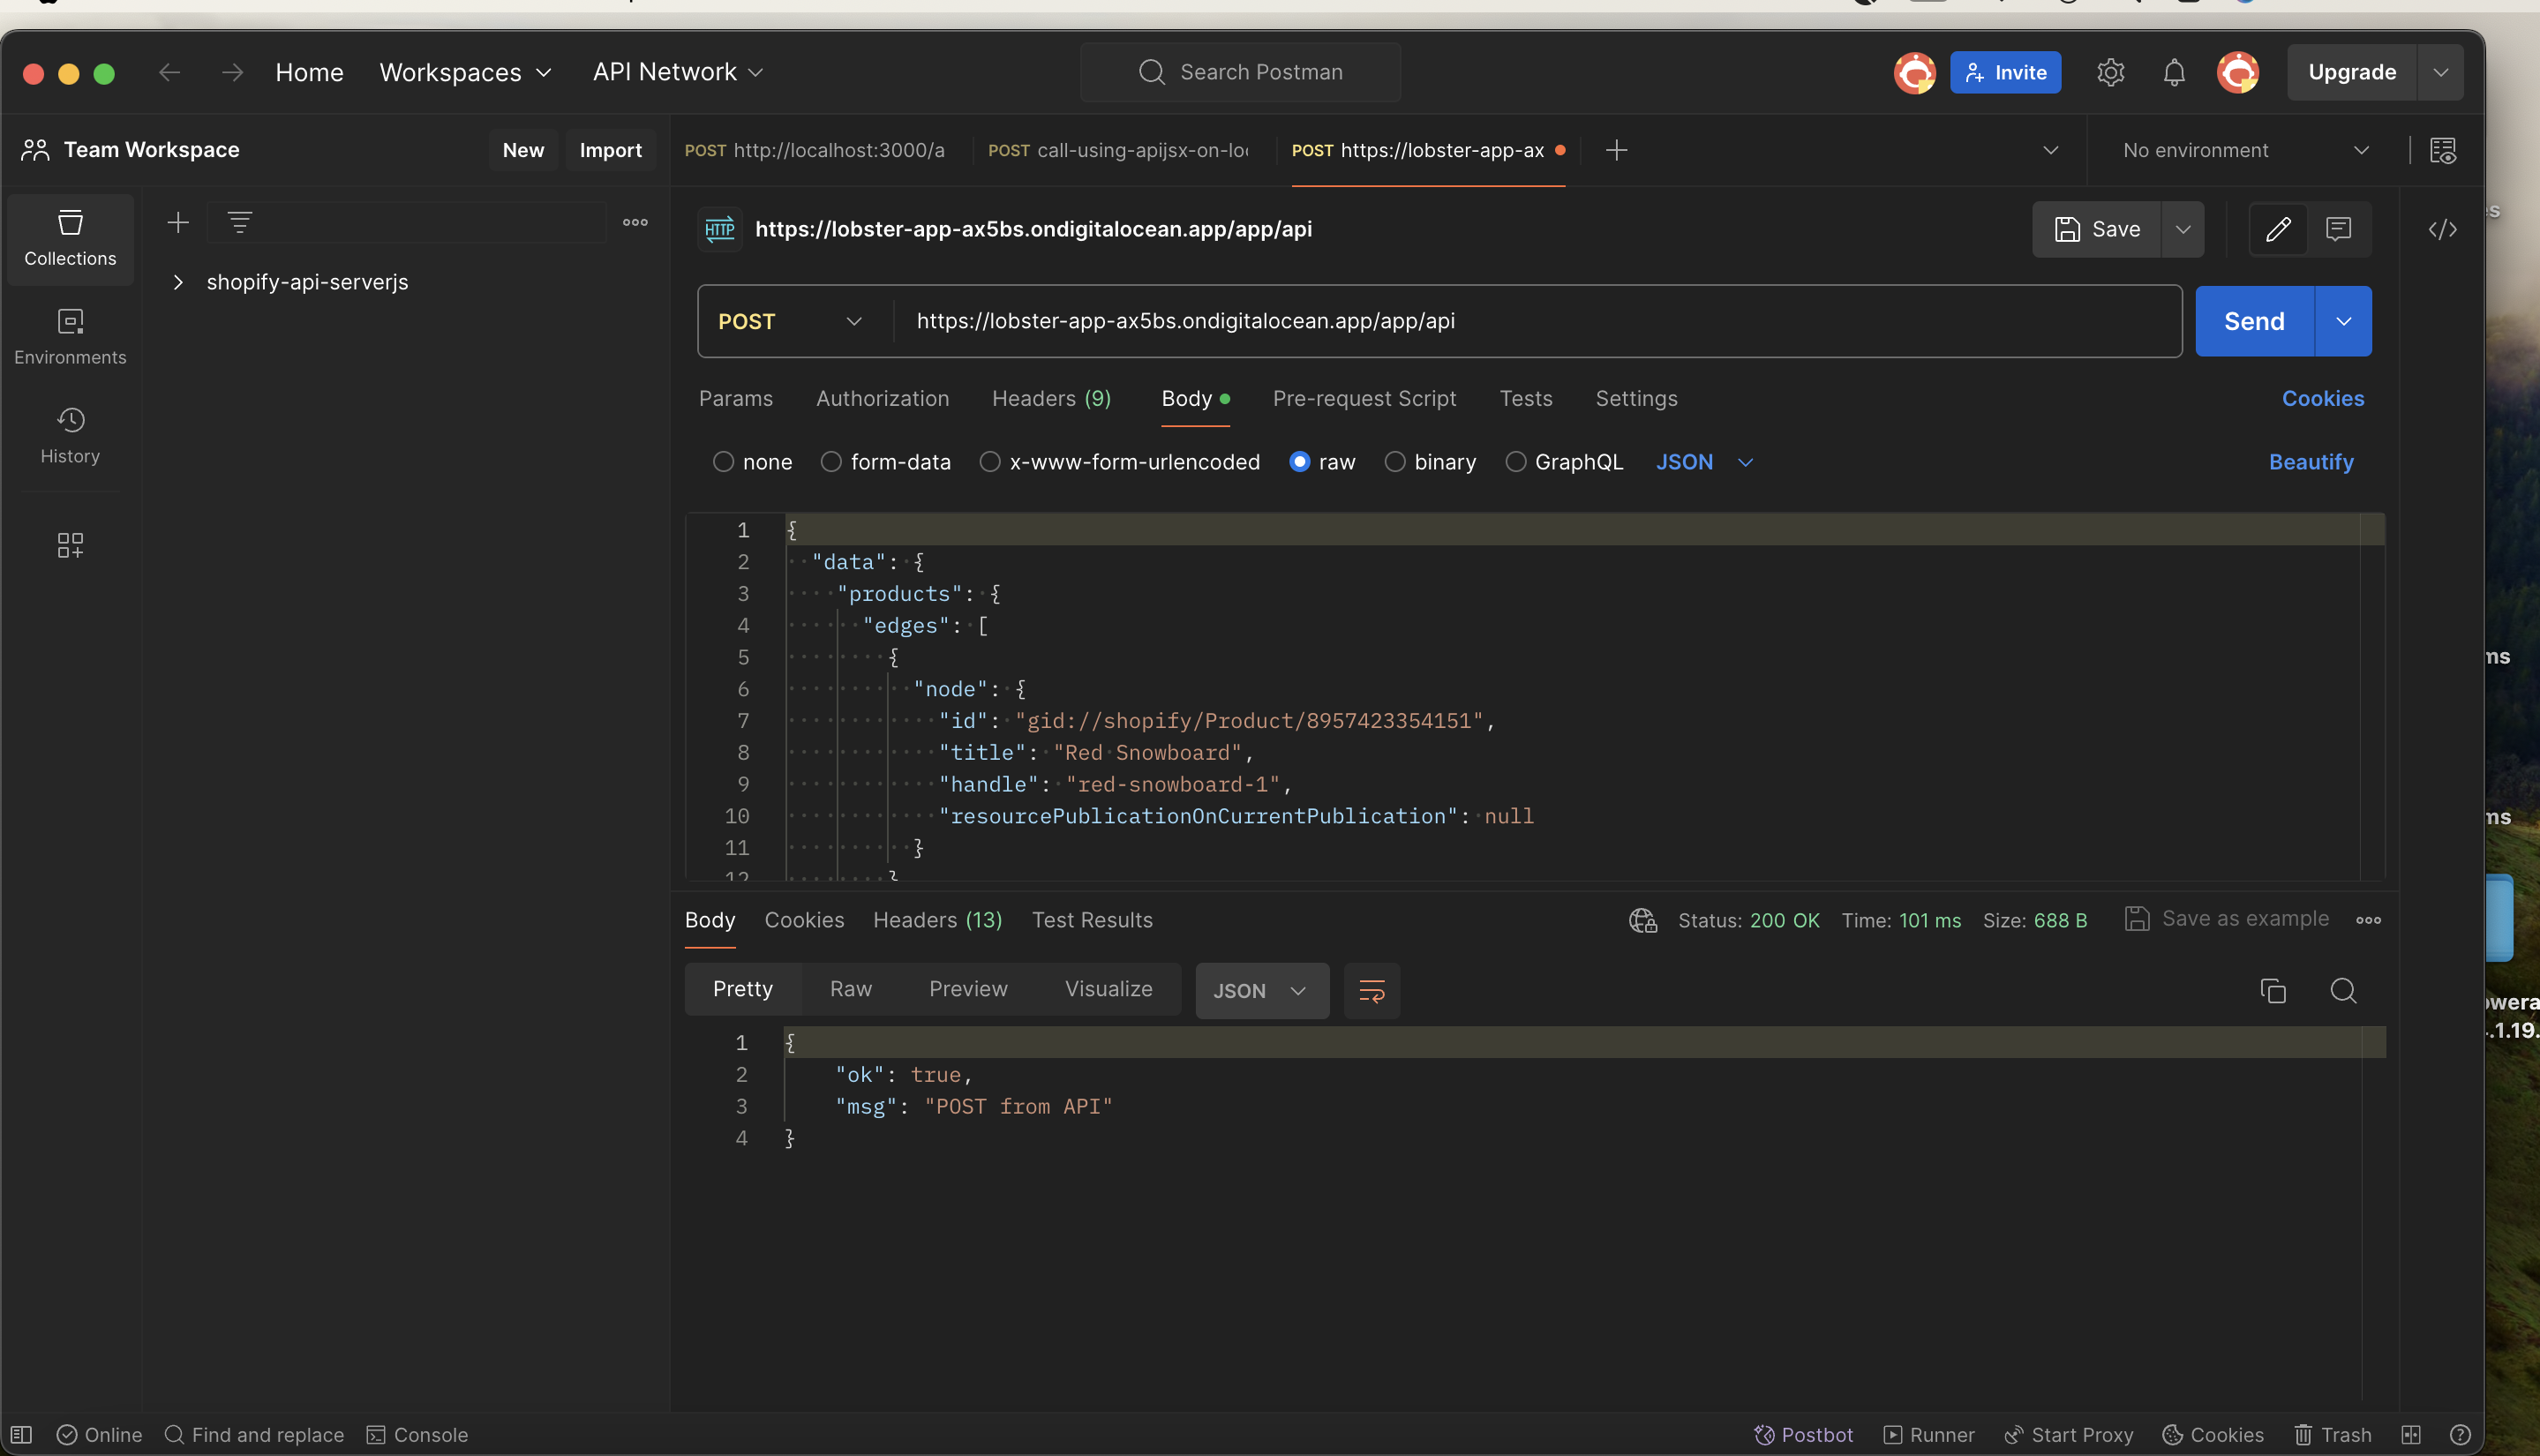 Home Workspaces API Network Search Postman Invite Upgrade
Team Workspace New Import POST http://localhost:3000/a POST call-using-apijsx-on-loc POST https://lobster-app-ax No environment
Collections
HTTP https://lobster-app-ax5bs.ondigitalocean.app/app/api Save </>
shopify-api-serverjs
Environments
POST https://lobster-app-ax5bs.ondigitalocean.app/app/api Send
History
Params Authorization Headers (9) Body Pre-request Script Tests Settings Cookies
none form-data x-www-form-urlencoded raw binary GraphQL JSON Beautify
1 {
2 "data": {
3 "products": {
4 "edges": [
5 {
6 "node": {
7 "id": "gid://shopify/Product/8957423354151",
8 "title": "Red Snowboard",
9 "handle": "red-snowboard-1",
10 "resourcePublicationOnCurrentPublication": null
11 }
12 }
Body Cookies Headers (13) Test Results Status: 200 OK Time: 101 ms Size: 688 B Save as example
Pretty Raw Preview Visualize JSON
1 {
2 "ok": true,
3 "msg": "POST from API"
4 }
Online Find and replace Console Postbot Runner Start Proxy Cookies Trash
ms
ms
owera
.1.19.